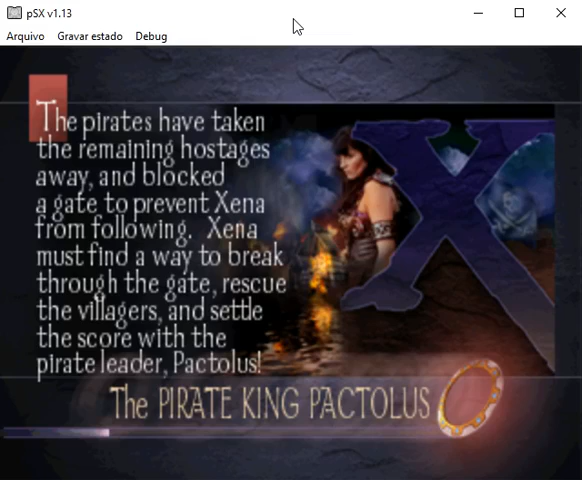 pSX v1.13
Arquivo Gravar estado Debug
The pirates have taken
the remaining hostages
away, and blocked
a gate to prevent Xena
from following. Xena
must find a way to break
through the gate, rescue
the villagers, and settle
the score with the
pirate leader, Pactolus!
The PIRATE KING PACTOLUS